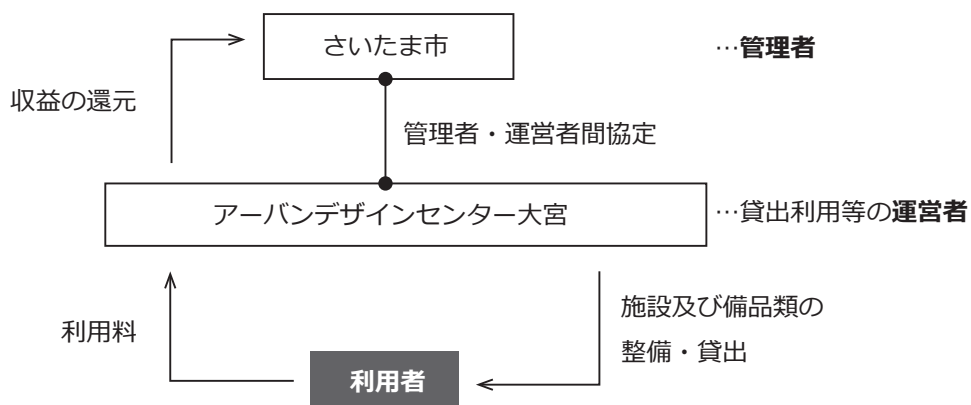 さいたま市
…管理者
収益の還元
管理者・運営者間協定
アーバンデザインセンター大宮
…貸出利用等の運営者
利用料
施設及び備品類の
整備・貸出
利用者